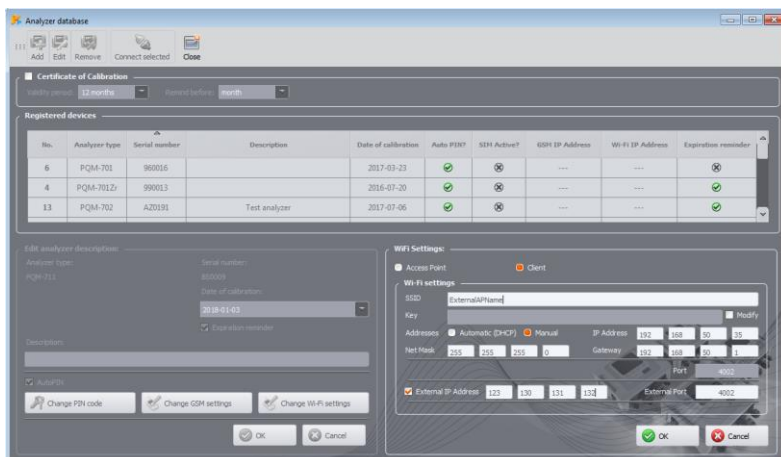 Analyzer database
Add Edit Remove Connect selected Close
Certificate of Calibration
Validity period: 12 months Remind before: month
Registered devices
No. Analyzer type Serial number Description Date of calibration Auto PIN? SIM Active? GSM IP Address Wi-Fi IP Address Expiration reminder
6 PQM-701 960016 2017-03-23 --- ---
4 PQM-701Zr 990013 2016-07-20 --- ---
13 PQM-702 AZ0191 Test analyzer 2017-07-06 --- ---
Edit analyzer description:
Analyzer type: Serial number:
PQM-711
Date of calibration:
2018-01-03
Expiration reminder
Description:
AutoPIN
Change PIN code Change GSM settings Change Wi-Fi settings
OK Cancel
WiFi Settings:
Access Point Client
Wi-Fi settings
SSID ExternalAPName
Key Modify
Addresses Automatic (DHCP) Manual IP Address 192 168 50 35
Net Mask 255 255 255 0 Gateway 192 168 50 1
Port 4002
External IP Address 123 130 131 132 External Port 4002
OK Cancel